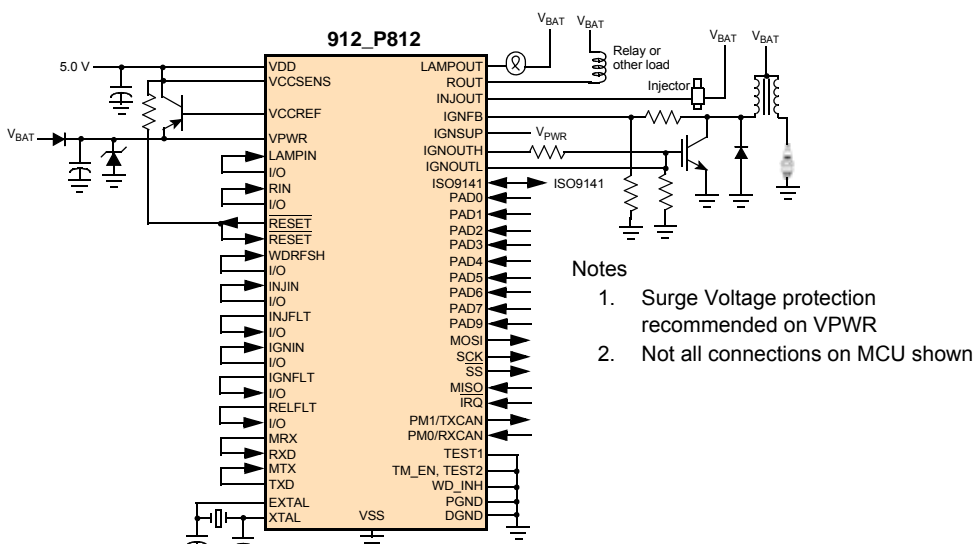 912_P812
5.0 V
VBAT
VDD
VCCSENS
VCCREF
VPWR
LAMPIN
I/O
RIN
I/O
RESET
RESET
WDRFSH
I/O
INJIN
I/O
INJFLT
I/O
IGNIN
I/O
IGNFLT
I/O
RELFLT
I/O
MRX
RXD
MTX
TXD
EXTAL
XTAL
VSS
LAMPOUT
ROUT
INJOUT
IGNFB
IGNSUP
IGNOUTH
IGNOUTL
ISO9141
PAD0
PAD1
PAD2
PAD3
PAD4
PAD5
PAD6
PAD7
PAD9
MOSI
SCK
SS
MISO
IRQ
PM1/TXCAN
PM0/RXCAN
TEST1
TM_EN, TEST2
WD_INH
PGND
DGND
VBAT
VBAT
Relay or
other load
VBAT
VBAT
Injector
VPWR
ISO9141
Notes
1. Surge Voltage protection
recommended on VPWR
2. Not all connections on MCU shown